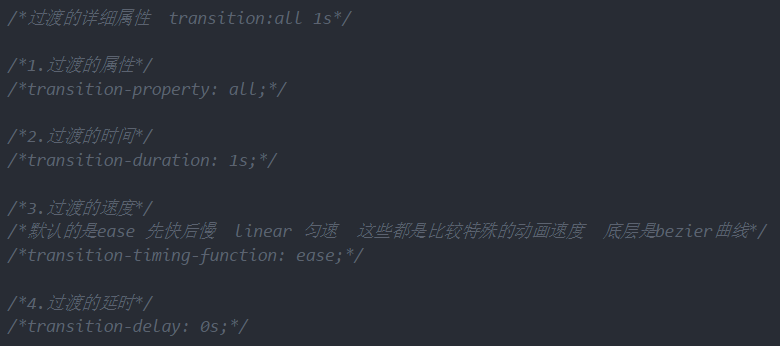 /*过渡的详细属性  transition:all 1s*/
/*1.过渡的属性*/
/*transition-property: all;*/
/*2.过渡的时间*/
/*transition-duration: 1s;*/
/*3.过渡的速度*/
/*默认的是ease 先快后慢  linear 匀速  这些都是比较特殊的动画速度  底层是bezier曲线*/
/*transition-timing-function: ease;*/
/*4.过渡的延时*/
/*transition-delay: 0s;*/